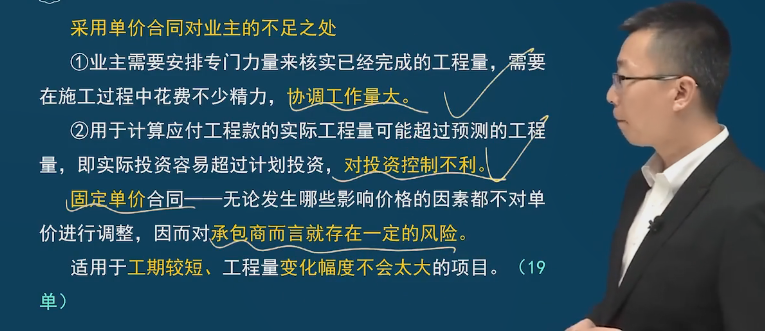 采用单价合同对业主的不足之处
①业主需要安排专门力量来核实已经完成的工程量，需要
在施工过程中花费不少精力，协调工作量大。
②用于计算应付工程款的实际工程量可能超过预测的工程
量，即实际投资容易超过计划投资，对投资控制不利。
固定单价合同——无论发生哪些影响价格的因素都不对单
价进行调整，因而对承包商而言就存在一定的风险。
适用于工期较短、工程量变化幅度不会太大的项目。（19
单）